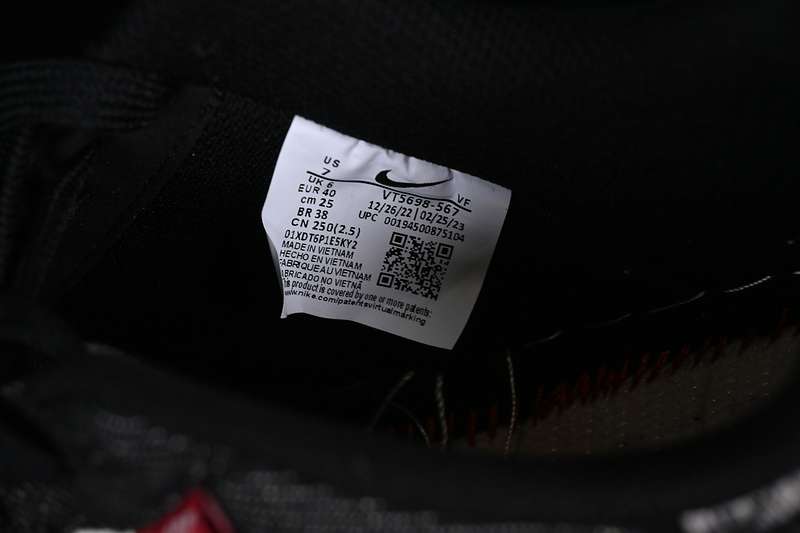 US
7
UK 6
EUR 40
cm 25
BR 38
CN 250(2.5)
VF
VT5698-567
12/26/22 | 02/25/23
UPC 00194500875104
01XDT6P1E5KY2
MADE IN VIETNAM
HECHO EN VIETNAM
FABRIQUE AU VIETNAM
FABRICADO NO VIETNÃ
This product is covered by one or more patents:
www.nike.com/patentsvirtualmarking